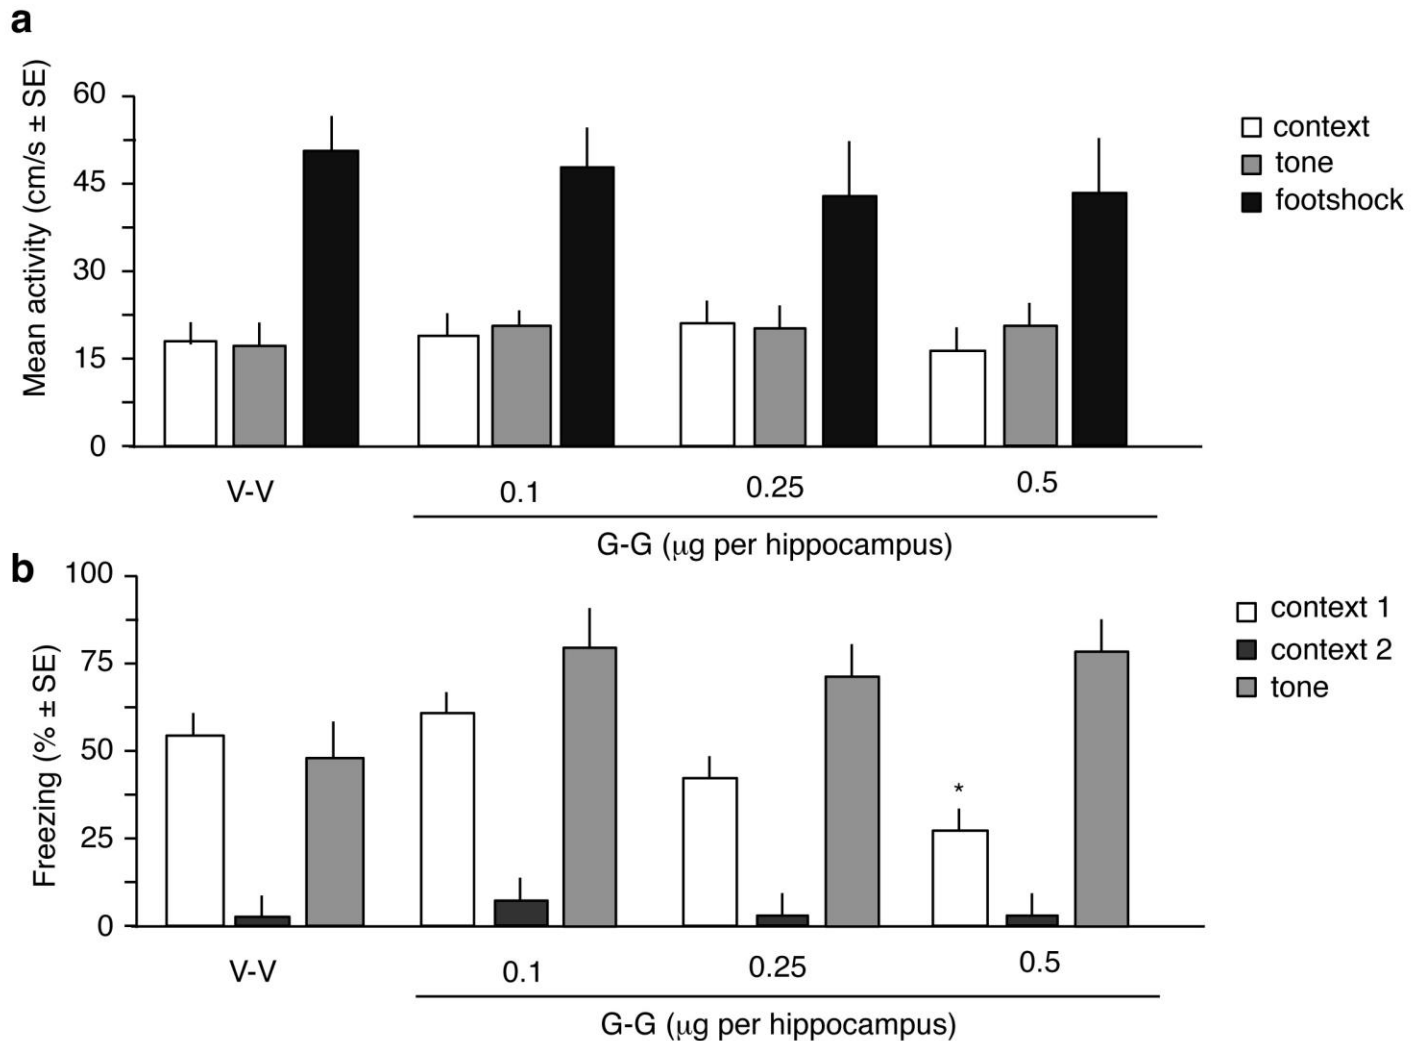 a
Mean activity (cm/s ± SE)
60
45
30
15
0
context
tone
footshock
V-V
0.1
0.25
0.5
G-G (μg per hippocampus)
b
Freezing (% ± SE)
100
75
50
25
0
*
context 1
context 2
tone
V-V
0.1
0.25
0.5
G-G (μg per hippocampus)